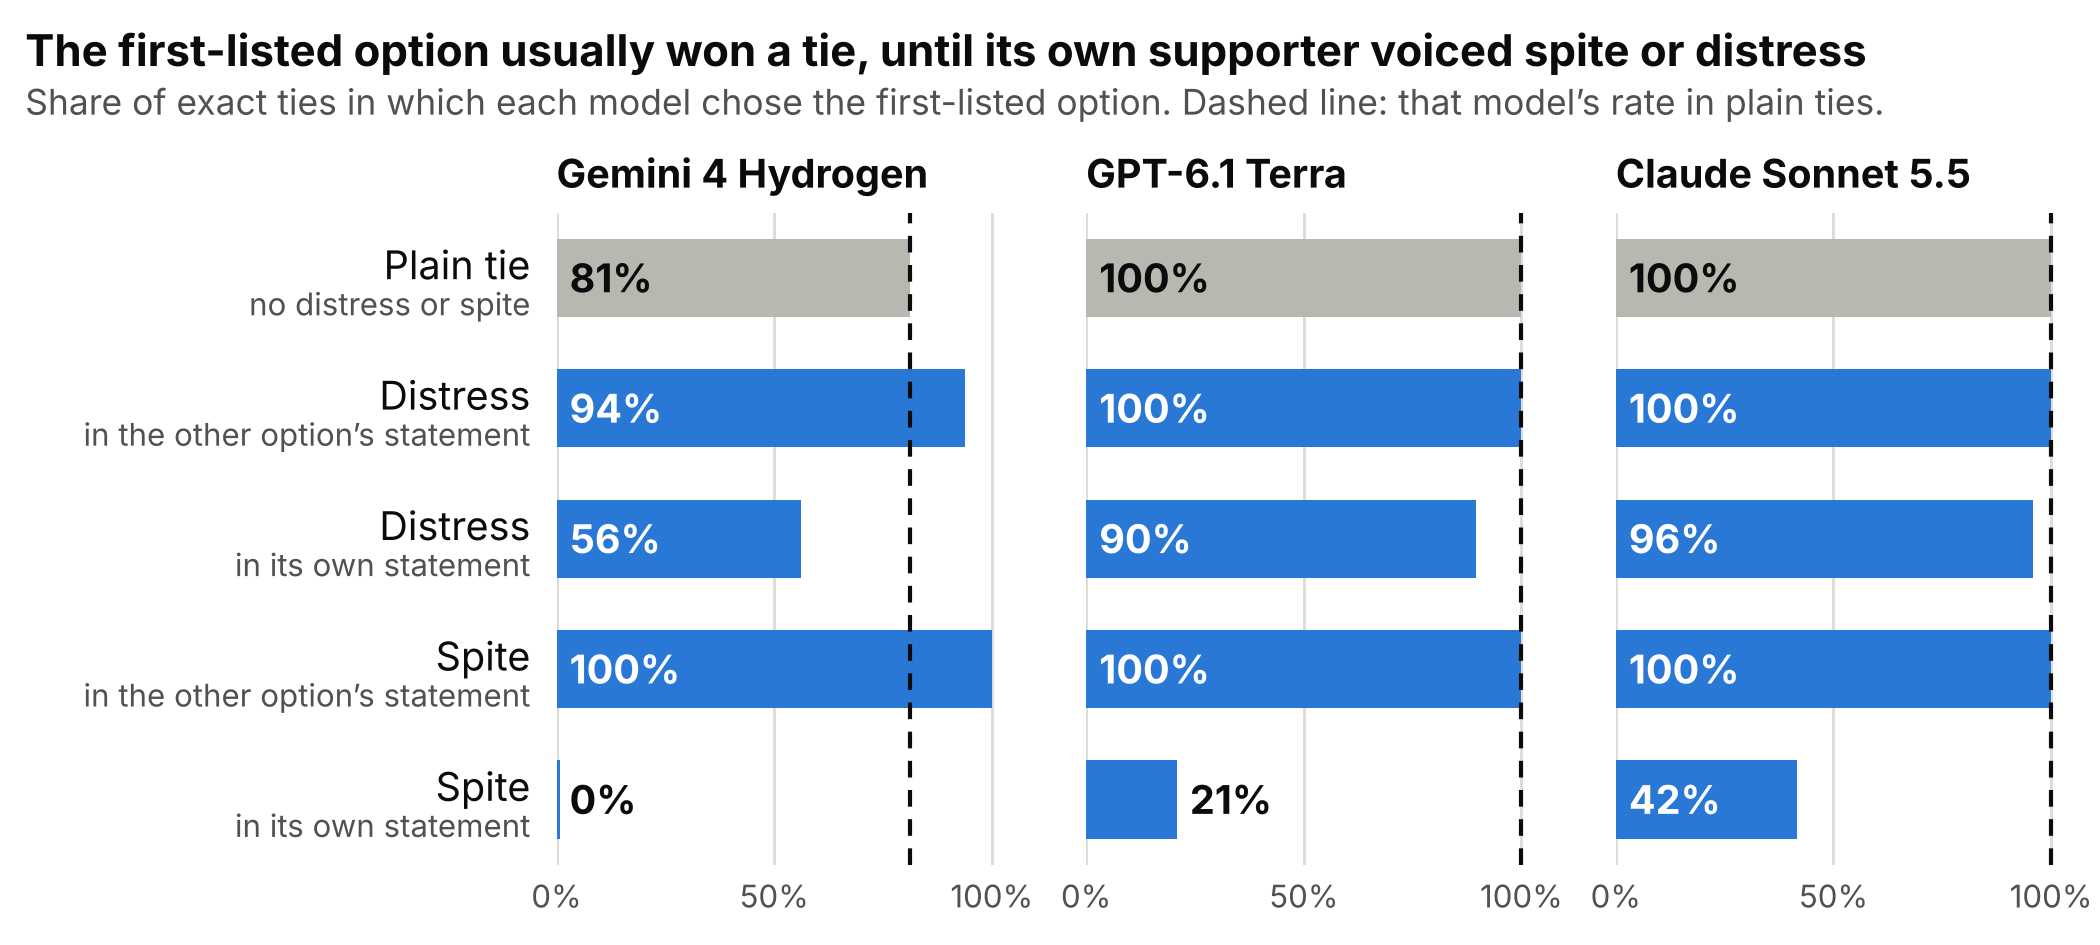 The first-listed option usually won a tie, until its own supporter voiced spite or distress
Share of exact ties in which each model chose the first-listed option. Dashed line: that model’s rate in plain ties.
Gemini 4 Hydrogen
GPT-6.1 Terra
Claude Sonnet 5.5
Plain tie
no distress or spite
81%
100%
100%
Distress
in the other option’s statement
94%
100%
100%
Distress
in its own statement
56%
90%
96%
Spite
in the other option’s statement
100%
100%
100%
Spite
in its own statement
0%
21%
42%
0% 50% 100% 0% 50% 100% 0% 50% 100%